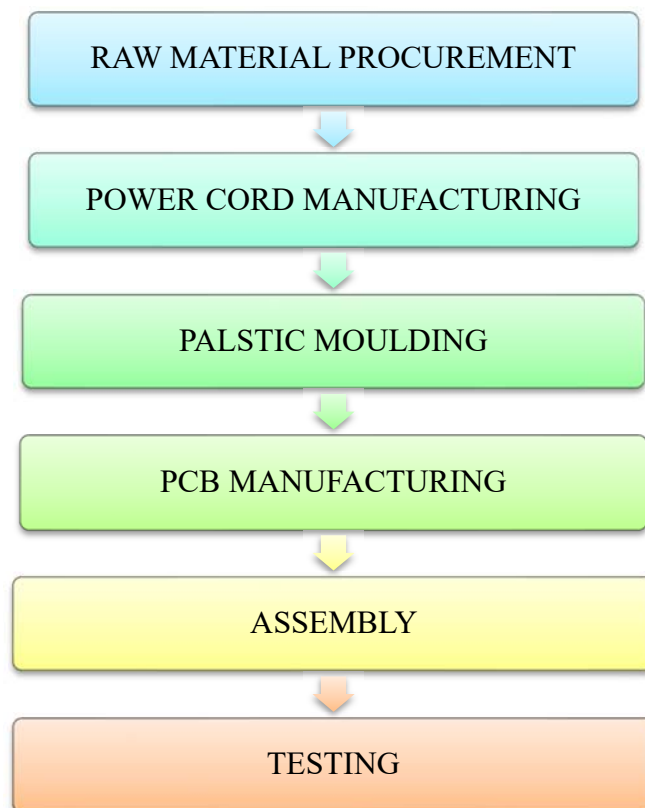 RAW MATERIAL PROCUREMENT
POWER CORD MANUFACTURING
PALSTIC MOULDING
PCB MANUFACTURING
ASSEMBLY
TESTING